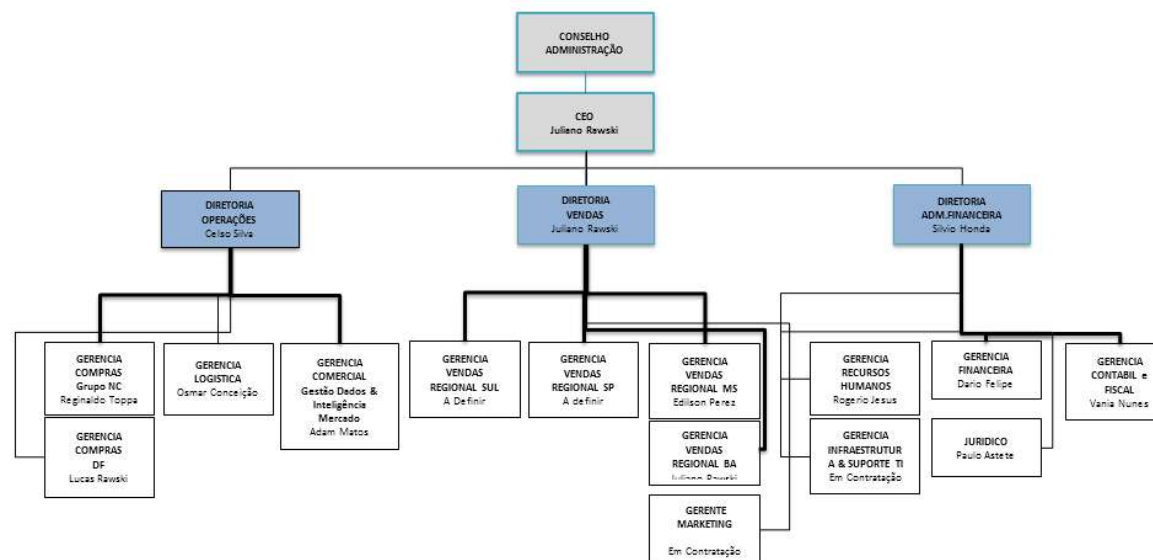 CONSELHO
ADMINISTRAÇÃO
CEO
Juliano Rawski
DIRETORIA
OPERAÇÕES
Celso Silva
DIRETORIA
VENDAS
Juliano Rawski
DIRETORIA
ADM.FINANCEIRA
Silvio Honda
GERENCIA
COMPRAS
Grupo NC
Reginaldo Toppa
GERENCIA
LOGISTICA
Osmar Conceição
GERENCIA
COMERCIAL
Gestão Dados &
Inteligência
Mercado
Adam Matos
GERENCIA
VENDAS
REGIONAL SUL
A Definir
GERENCIA
VENDAS
REGIONAL SP
A definir
GERENCIA
VENDAS
REGIONAL MS
Edilson Perez
GERENCIA
RECURSOS
HUMANOS
Rogerio Jesus
GERENCIA
FINANCEIRA
Dario Felipe
GERENCIA
CONTABIL e
FISCAL
Vania Nunes
GERENCIA
COMPRAS
DF
Lucas Rawski
GERENCIA
VENDAS
REGIONAL BA
Juliano Rawski
GERENCIA
INFRAESTRUTUR
A & SUPORTE TI
Em Contratação
JURIDICO
Paulo Astete
GERENTE
MARKETING
Em Contratação